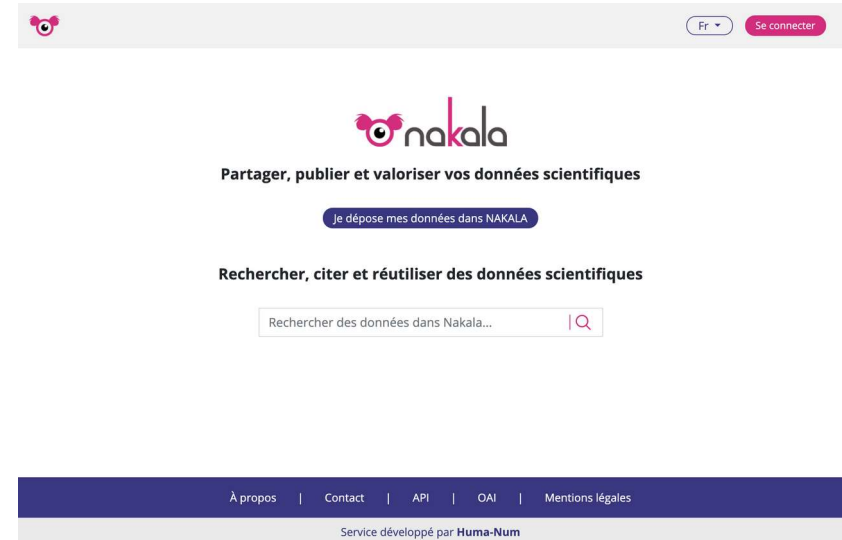 Fr
Se connecter
nakala
Partager, publier et valoriser vos données scientifiques
Je dépose mes données dans NAKALA
Rechercher, citer et réutiliser des données scientifiques
Rechercher des données dans Nakala...
À propos | Contact | API | OAI | Mentions légales
Service développé par Huma-Num